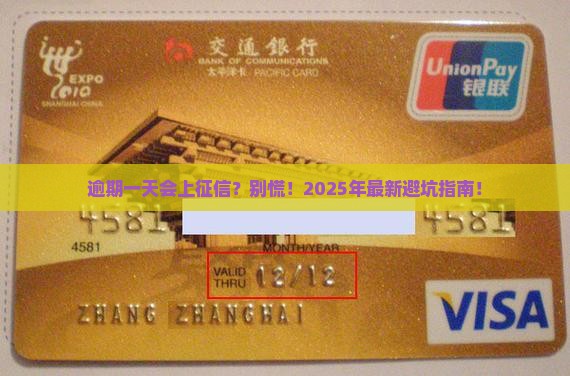 EXPO
2010
SHANGHAI CHINA
交通銀行
BANK OF COMMUNICATIONS
太平洋卡 PACIFIC CARD
UnionPay
银联
逾期一天会上征信？别慌！2025年最新避坑指南！
4581 4581
4581
MONTH/YEAR
VALID
THRU 12/12
ZHANG ZHANGHAI
VISA